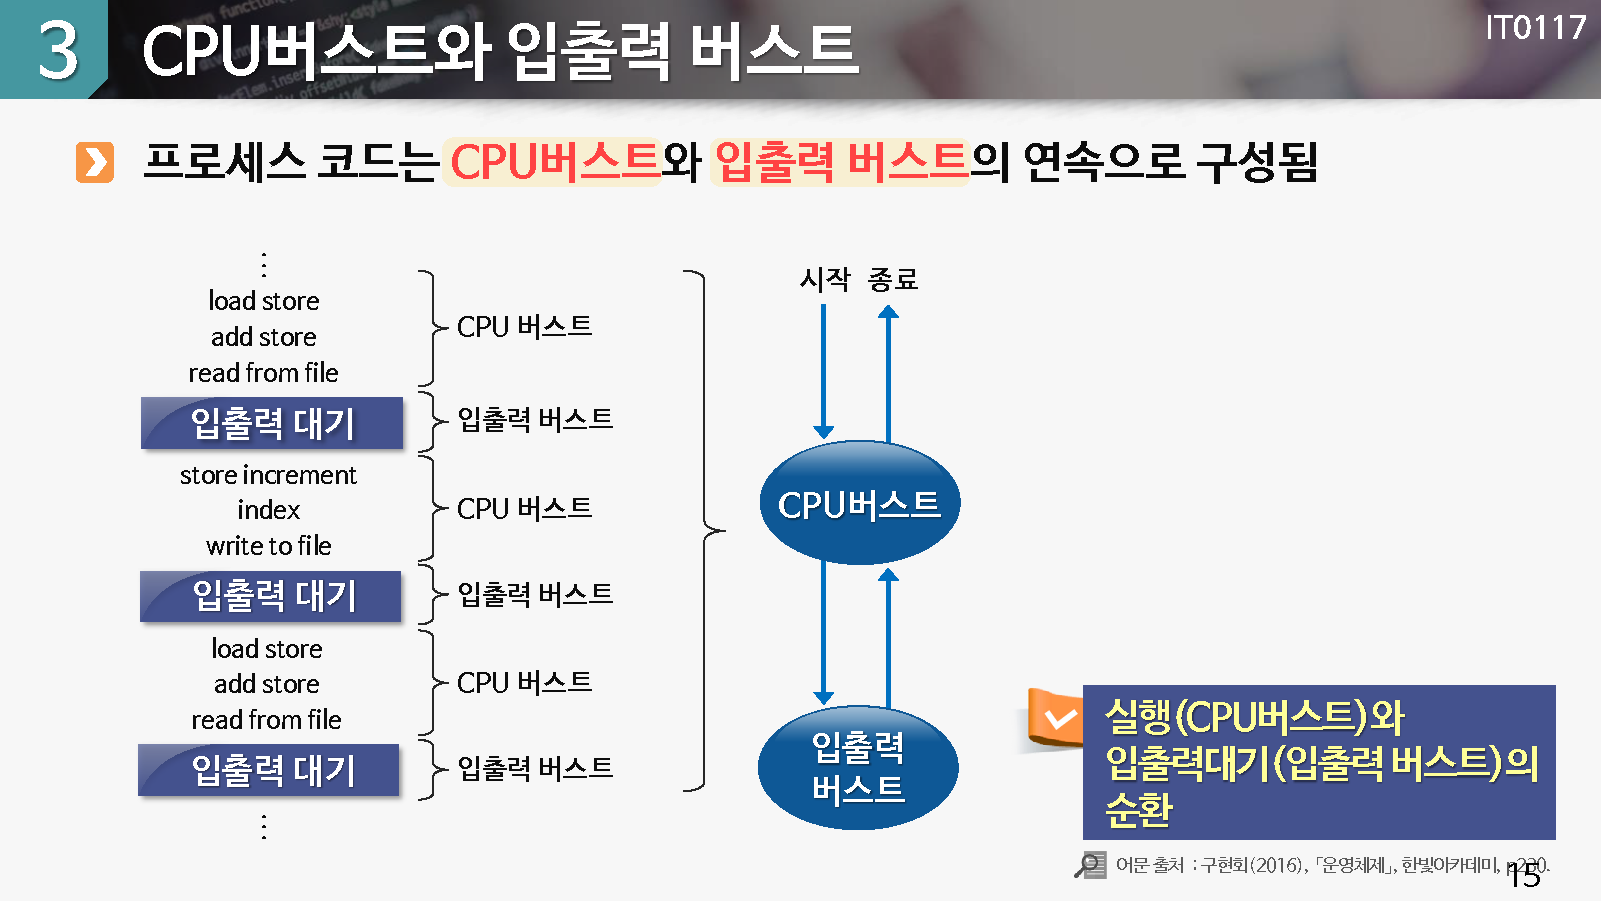 3 CPU버스트와 입출력 버스트
IT0117
프로세스 코드는 CPU버스트와 입출력 버스트의 연속으로 구성됨
⋮
load store
add store
read from file
CPU 버스트
입출력 대기
입출력 버스트
store increment
index
write to file
CPU 버스트
입출력 대기
입출력 버스트
load store
add store
read from file
CPU 버스트
입출력 대기
입출력 버스트
⋮
시작 종료
CPU버스트
입출력
버스트
실행(CPU버스트)와
입출력대기(입출력 버스트)의
순환
어문 출처 : 구현회(2016), 「운영체제」, 한빛아카데미,
15